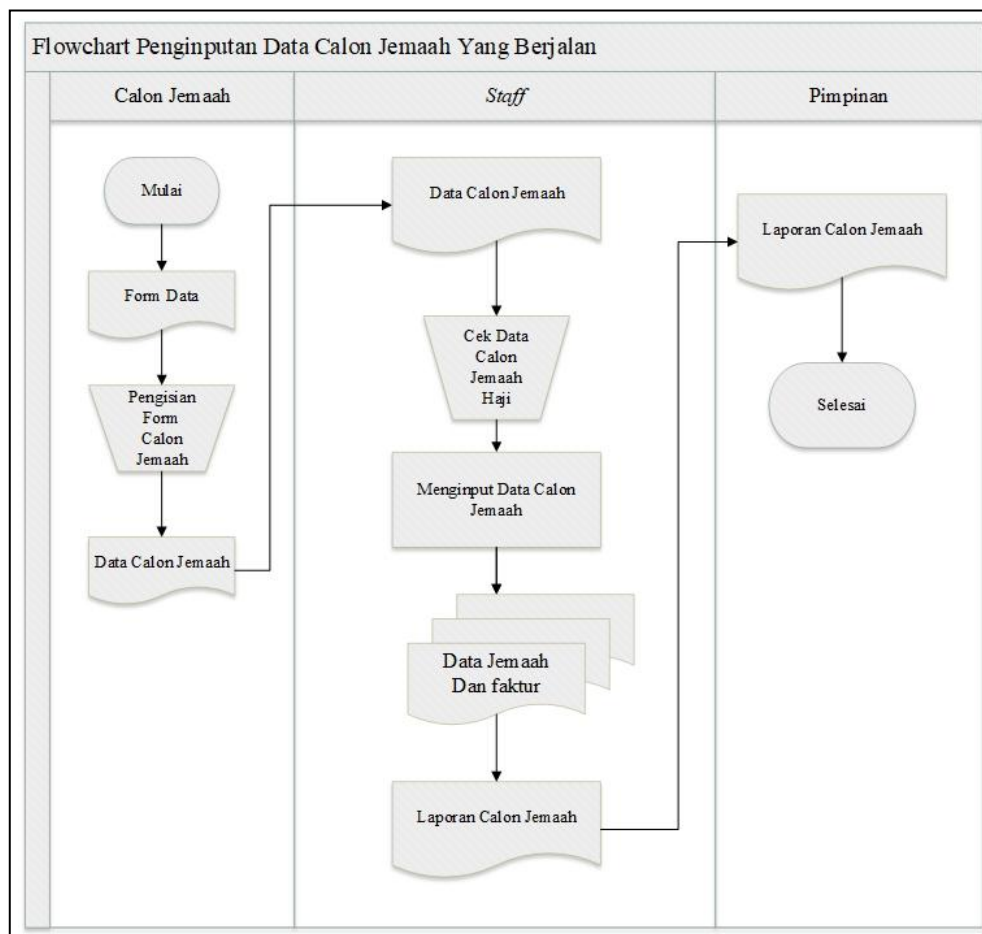 Flowchart Penginputan Data Calon Jemaah Yang Berjalan
Calon Jemaah
Staff
Pimpinan
Mulai
Form Data
Pengisian
Form
Calon
Jemaah
Data Calon Jemaah
Data Calon Jemaah
Cek Data
Calon
Jemaah
Haji
Menginput Data Calon
Jemaah
Data Jemaah
Dan faktur
Laporan Calon Jemaah
Laporan Calon Jemaah
Selesai